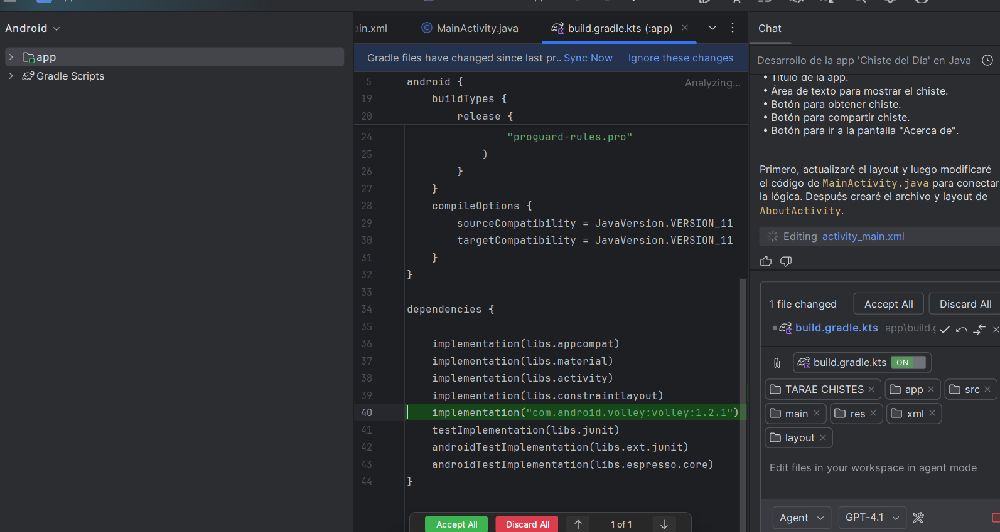 Android
app
Gradle Scripts
ain.xml
MainActivity.java
build.gradle.kts (:app)
Gradle files have changed since last pr... Sync Now Ignore these changes
Analyzing...
5 android {
19 buildTypes {
20 release {
24 "proguard-rules.pro"
25 )
26 }
27 }
28 compileOptions {
29 sourceCompatibility = JavaVersion.VERSION_11
30 targetCompatibility = JavaVersion.VERSION_11
31 }
32 }
33
34 dependencies {
35
36 implementation(libs.appcompat)
37 implementation(libs.material)
38 implementation(libs.activity)
39 implementation(libs.constraintlayout)
40 implementation("com.android.volley:volley:1.2.1")
41 testImplementation(libs.junit)
42 androidTestImplementation(libs.ext.junit)
43 androidTestImplementation(libs.espresso.core)
44 }
Accept All Discard All 1 of 1
Chat
Desarrollo de la app 'Chiste del Día' en Java
• Título de la app.
• Área de texto para mostrar el chiste.
• Botón para obtener chiste.
• Botón para compartir chiste.
• Botón para ir a la pantalla "Acerca de".
Primero, actualizaré el layout y luego modificaré
el código de MainActivity.java para conectar
la lógica. Después crearé el archivo y layout de
AboutActivity.
Editing activity_main.xml
1 file changed Accept All Discard All
build.gradle.kts app\build.g
build.gradle.kts ON
TARAE CHISTES app src
main res xml
layout
Edit files in your workspace in agent mode
Agent GPT-4.1